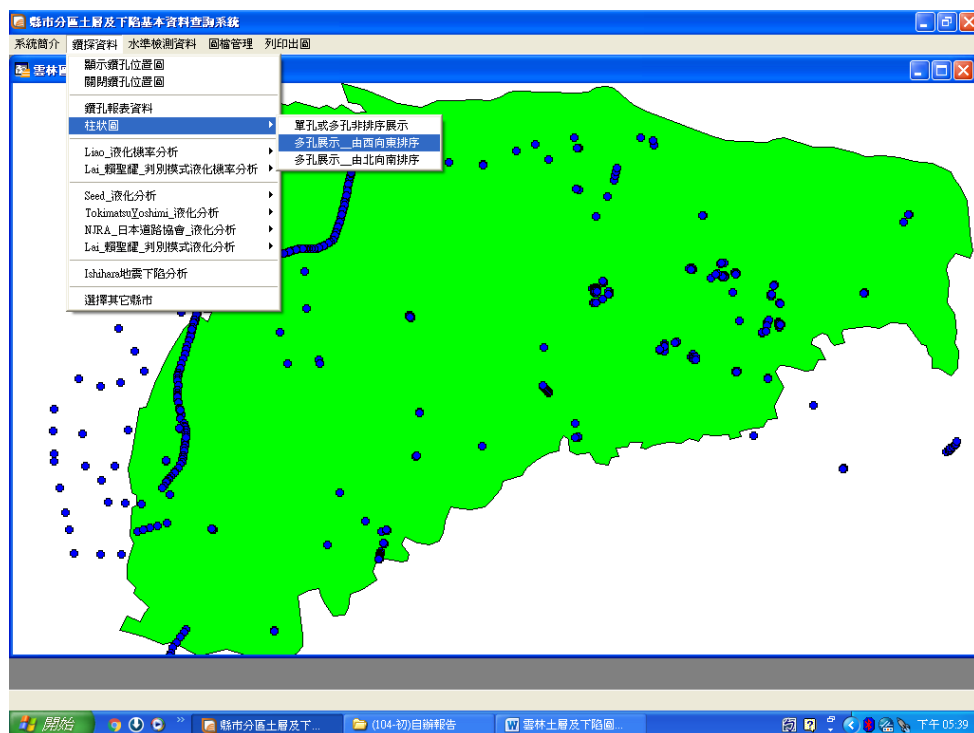 縣市分區土層及下陷基本資料查詢系統
系統簡介 鑽探資料 水準檢測資料 圖檔管理 列印出圖
雲林
顯示鑽孔位置圖
關閉鑽孔位置圖
鑽孔報表資料
柱狀圖
單孔或多孔非排序展示
多孔展示__由西向東排序
多孔展示__由北向南排序
Liao_液化機率分析
Lai_賴聖耀_判別模式液化機率分析
Seed_液化分析
TokimatsuYoshimi_液化分析
NJRA_日本道路協會_液化分析
Lai_賴聖耀_判別模式液化分析
Ishihara地震下陷分析
選擇其它縣市
開始 縣市分區土層及下... (104-初)自辦報告 雲林土層及下陷圖... 下午 05:39